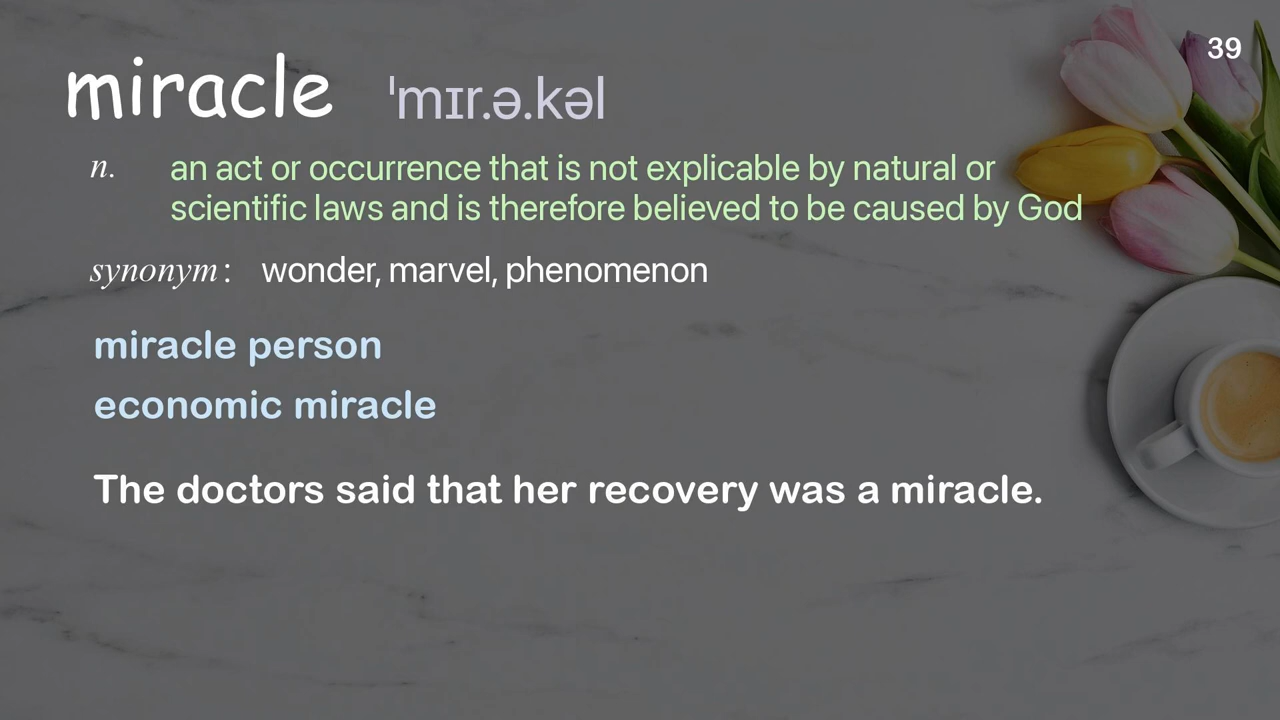 39
miracle ˈmɪr.ə.kəl
n. an act or occurrence that is not explicable by natural or
scientific laws and is therefore believed to be caused by God
synonym: wonder, marvel, phenomenon
miracle person
economic miracle
The doctors said that her recovery was a miracle.